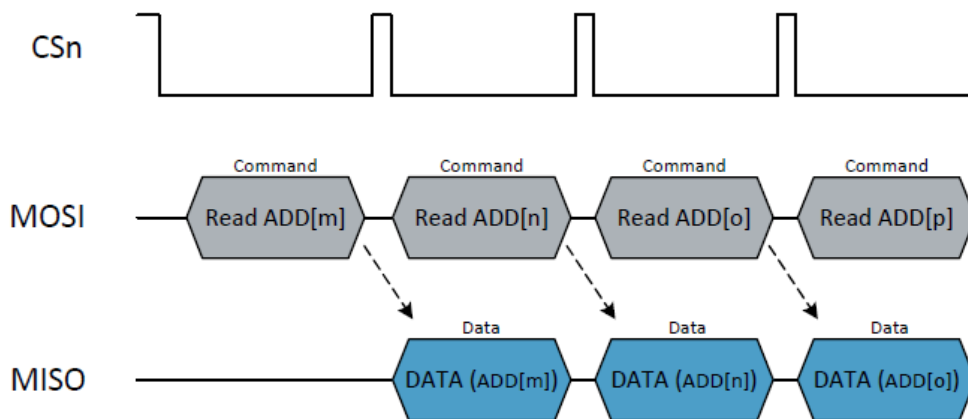 CSn
Command Command Command Command
MOSI Read ADD[m] Read ADD[n] Read ADD[o] Read ADD[p]
Data Data Data
MISO DATA (ADD[m]) DATA (ADD[n]) DATA (ADD[o])